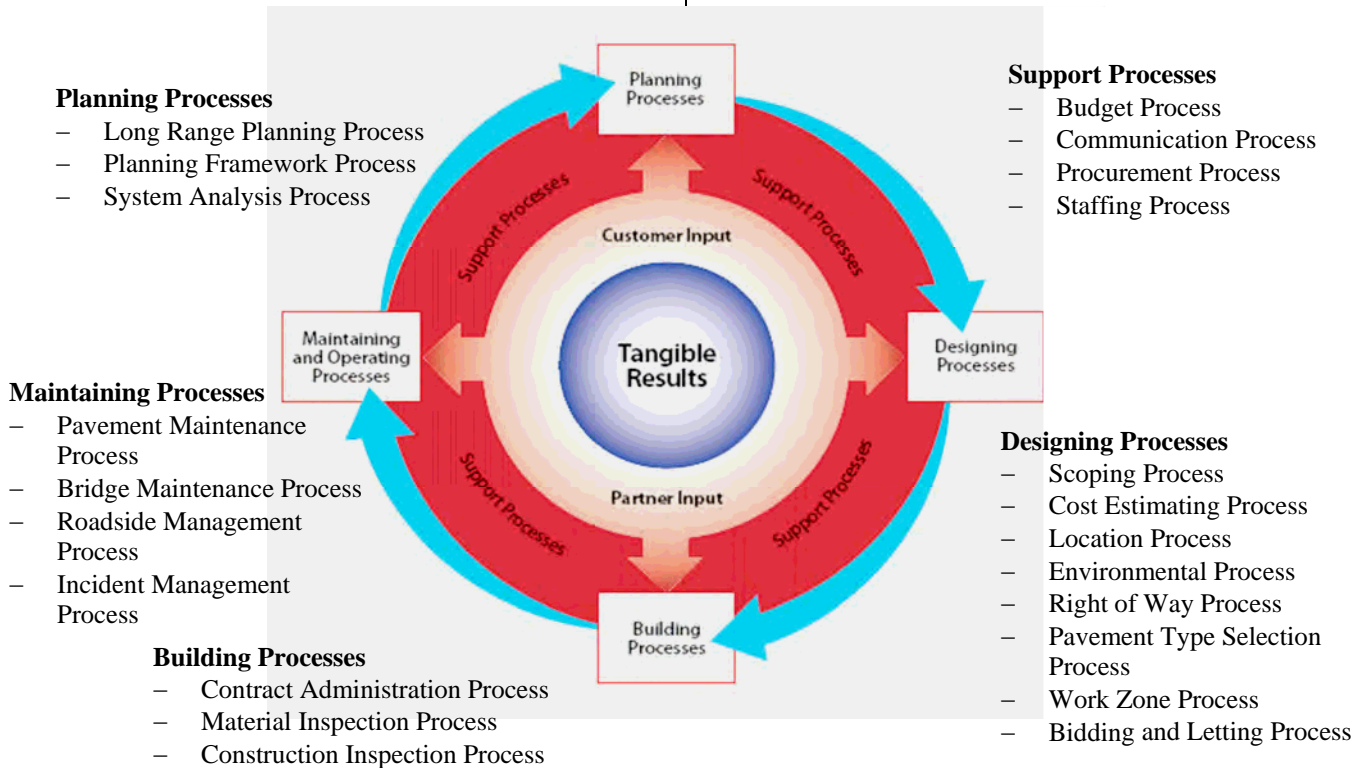 Planning Processes
– Long Range Planning Process
– Planning Framework Process
– System Analysis Process
Support Processes
– Budget Process
– Communication Process
– Procurement Process
– Staffing Process
Planning
Processes
Support Processes
Support Processes
Customer Input
Maintaining
and Operating
Processes
Tangible
Results
Designing
Processes
Partner Input
Support Processes
Support Processes
Building
Processes
Maintaining Processes
– Pavement Maintenance
Process
– Bridge Maintenance Process
– Roadside Management
Process
– Incident Management
Process
Designing Processes
– Scoping Process
– Cost Estimating Process
– Location Process
– Environmental Process
– Right of Way Process
– Pavement Type Selection
Process
– Work Zone Process
– Bidding and Letting Process
Building Processes
– Contract Administration Process
– Material Inspection Process
– Construction Inspection Process